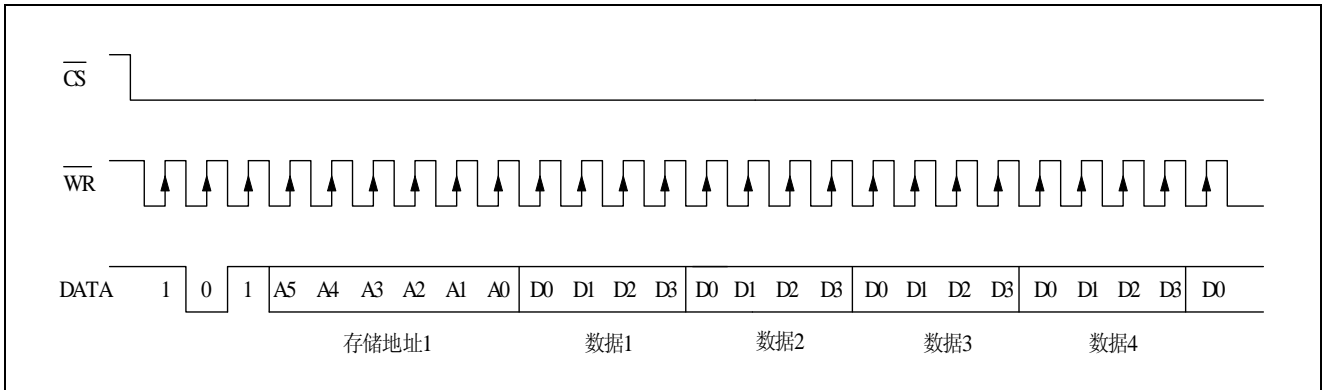 CS
WR
DATA 1 0 1 A5 A4 A3 A2 A1 A0 D0 D1 D2 D3 D0 D1 D2 D3 D0 D1 D2 D3 D0 D1 D2 D3 D0
存储地址1 数据1 数据2 数据3 数据4